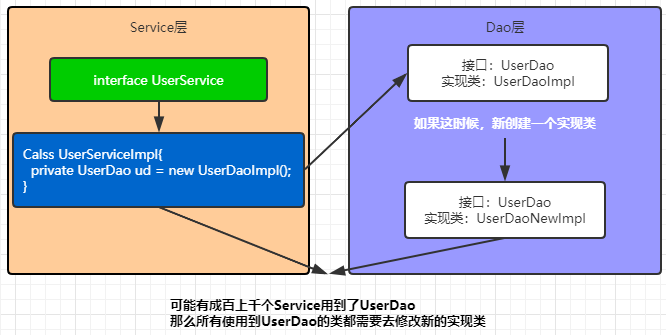 Service层
interface UserService
Calss UserServiceImpl{
private UserDao ud = new UserDaoImpl();
}
Dao层
接口：UserDao
实现类：UserDaoImpl
如果这时候，新创建一个实现类
接口：UserDao
实现类：UserDaoNewImpl
可能有成百上千个Service用到了UserDao
那么所有使用到UserDao的类都需要去修改新的实现类